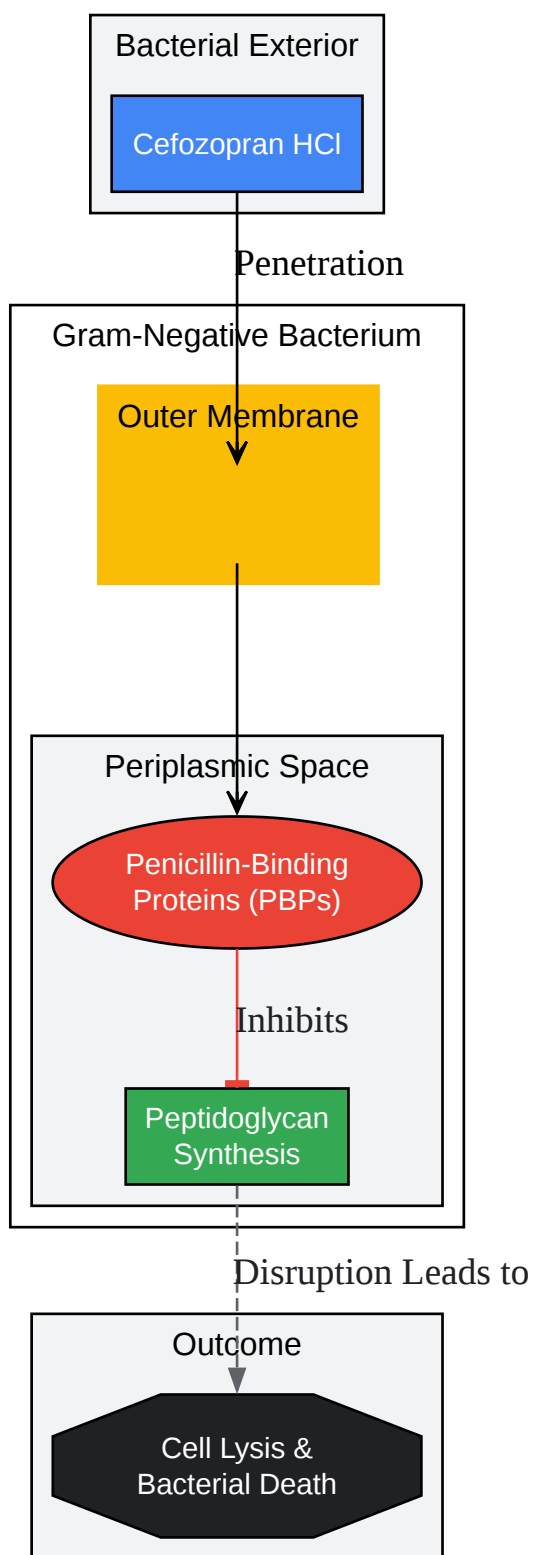 Bacterial Exterior
Cefozopran HCl
Penetration
Gram-Negative Bacterium
Outer Membrane
Periplasmic Space
Penicillin-Binding
Proteins (PBPs)
Inhibits
Peptidoglycan
Synthesis
Disruption Leads to
Outcome
Cell Lysis &
Bacterial Death